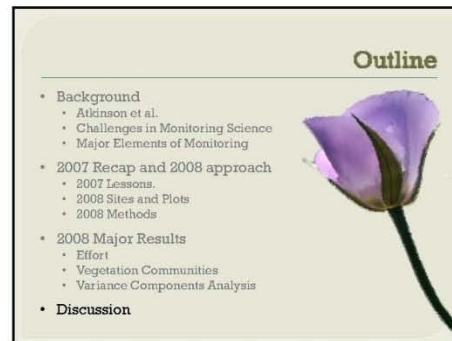 Outline
• Background
• Atkinson et al.
• Challenges in Monitoring Science
• Major Elements of Monitoring
• 2007 Recap and 2008 approach
• 2007 Lessons.
• 2008 Sites and Plots
• 2008 Methods
• 2008 Major Results
• Effort
• Vegetation Communities
• Variance Components Analysis
• Discussion